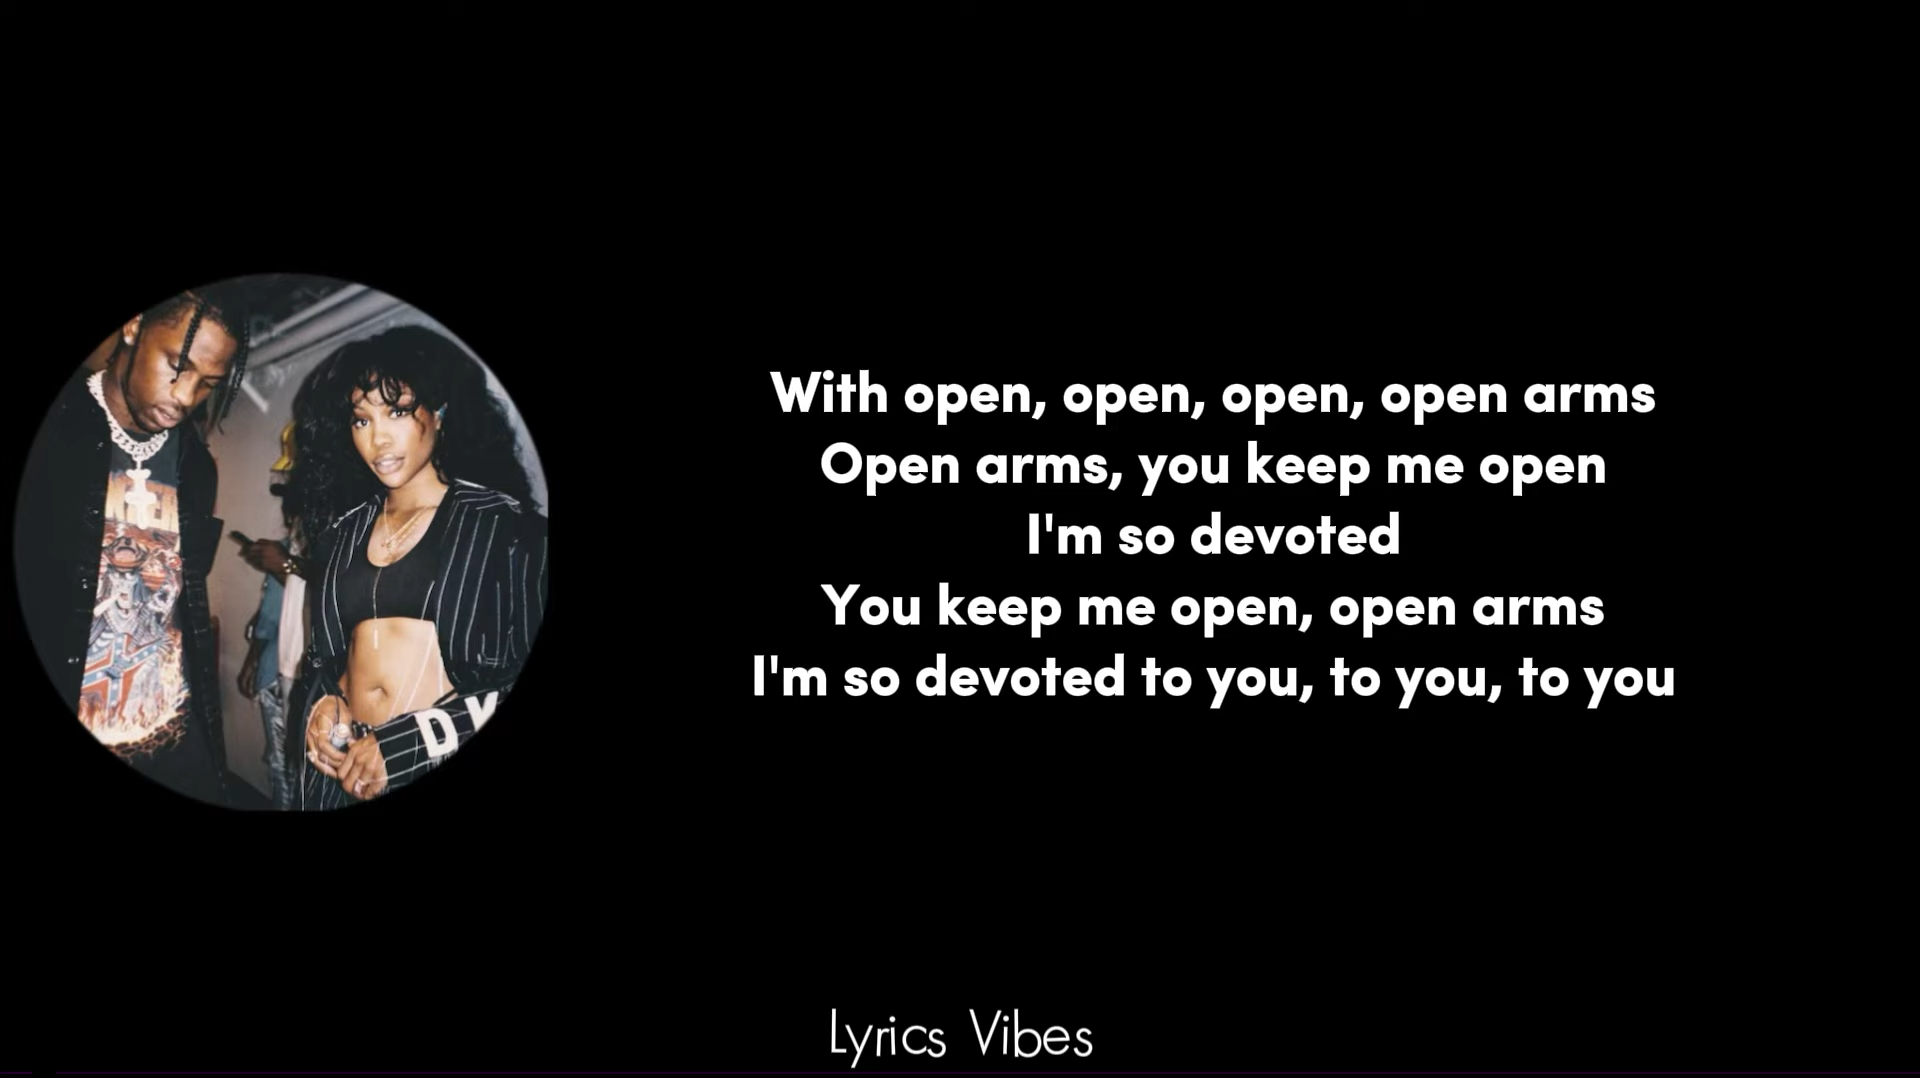 With open, open, open, open arms
Open arms, you keep me open
I'm so devoted
You keep me open, open arms
I'm so devoted to you, to you, to you
Lyrics Vibes